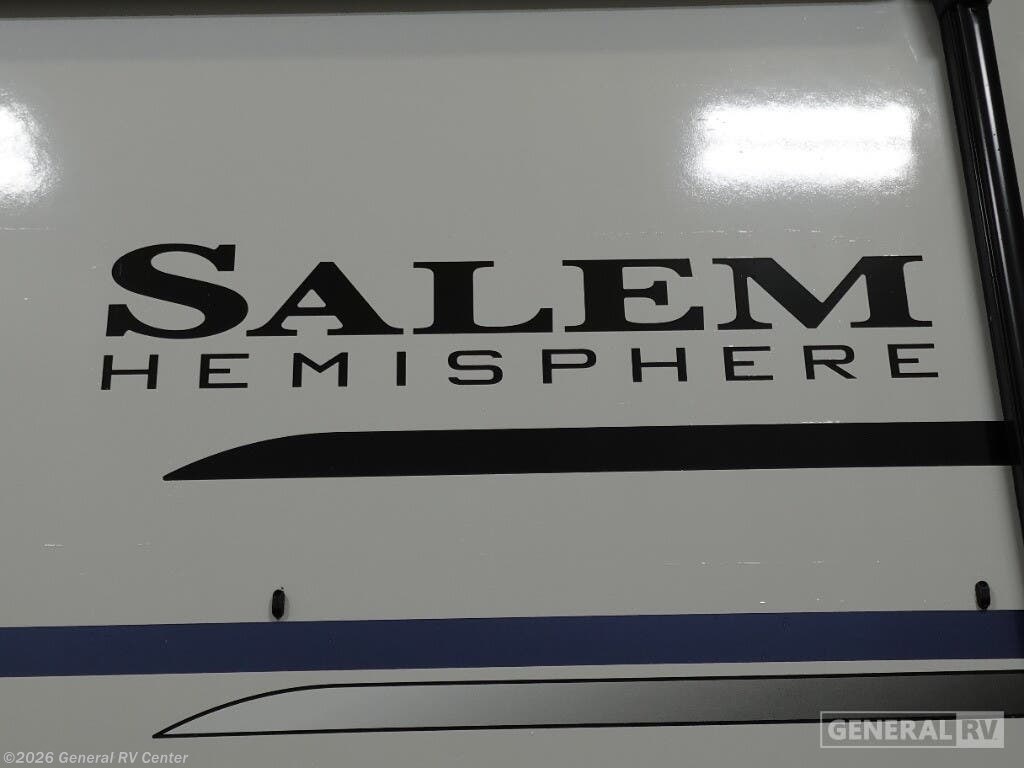 SALEM
HEMISPHERE
GENERAL RV
©2026 General RV Center